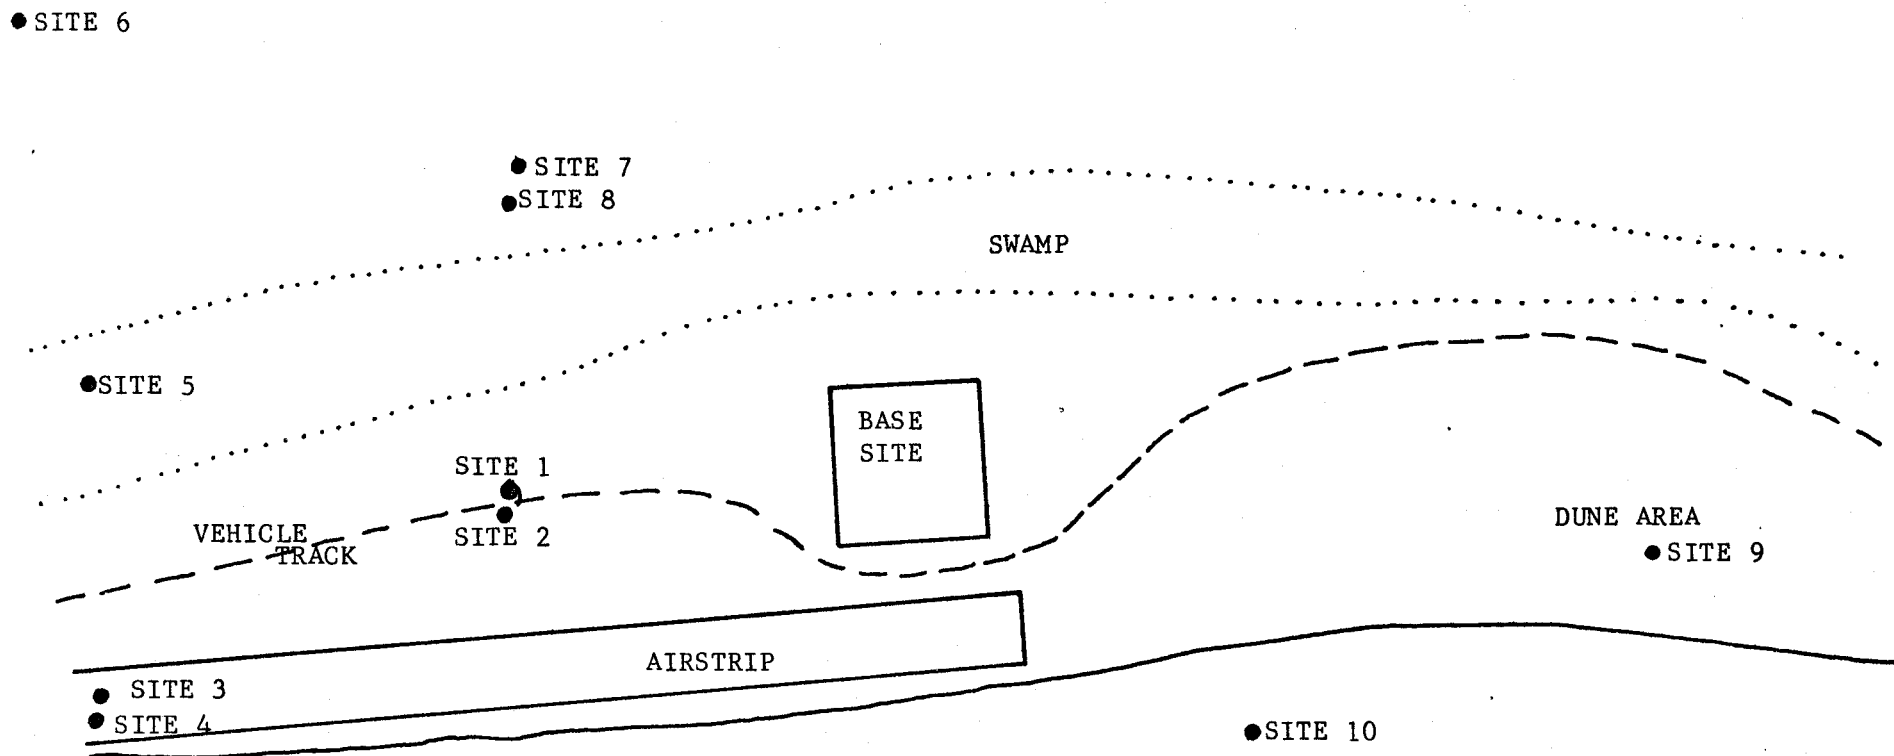 SITE 6
SITE 7
SITE 8
SWAMP
SITE 5
BASE
SITE
SITE 1
SITE 2
VEHICLE
TRACK
DUNE AREA
SITE 9
AIRSTRIP
SITE 3
SITE 4
SITE 10